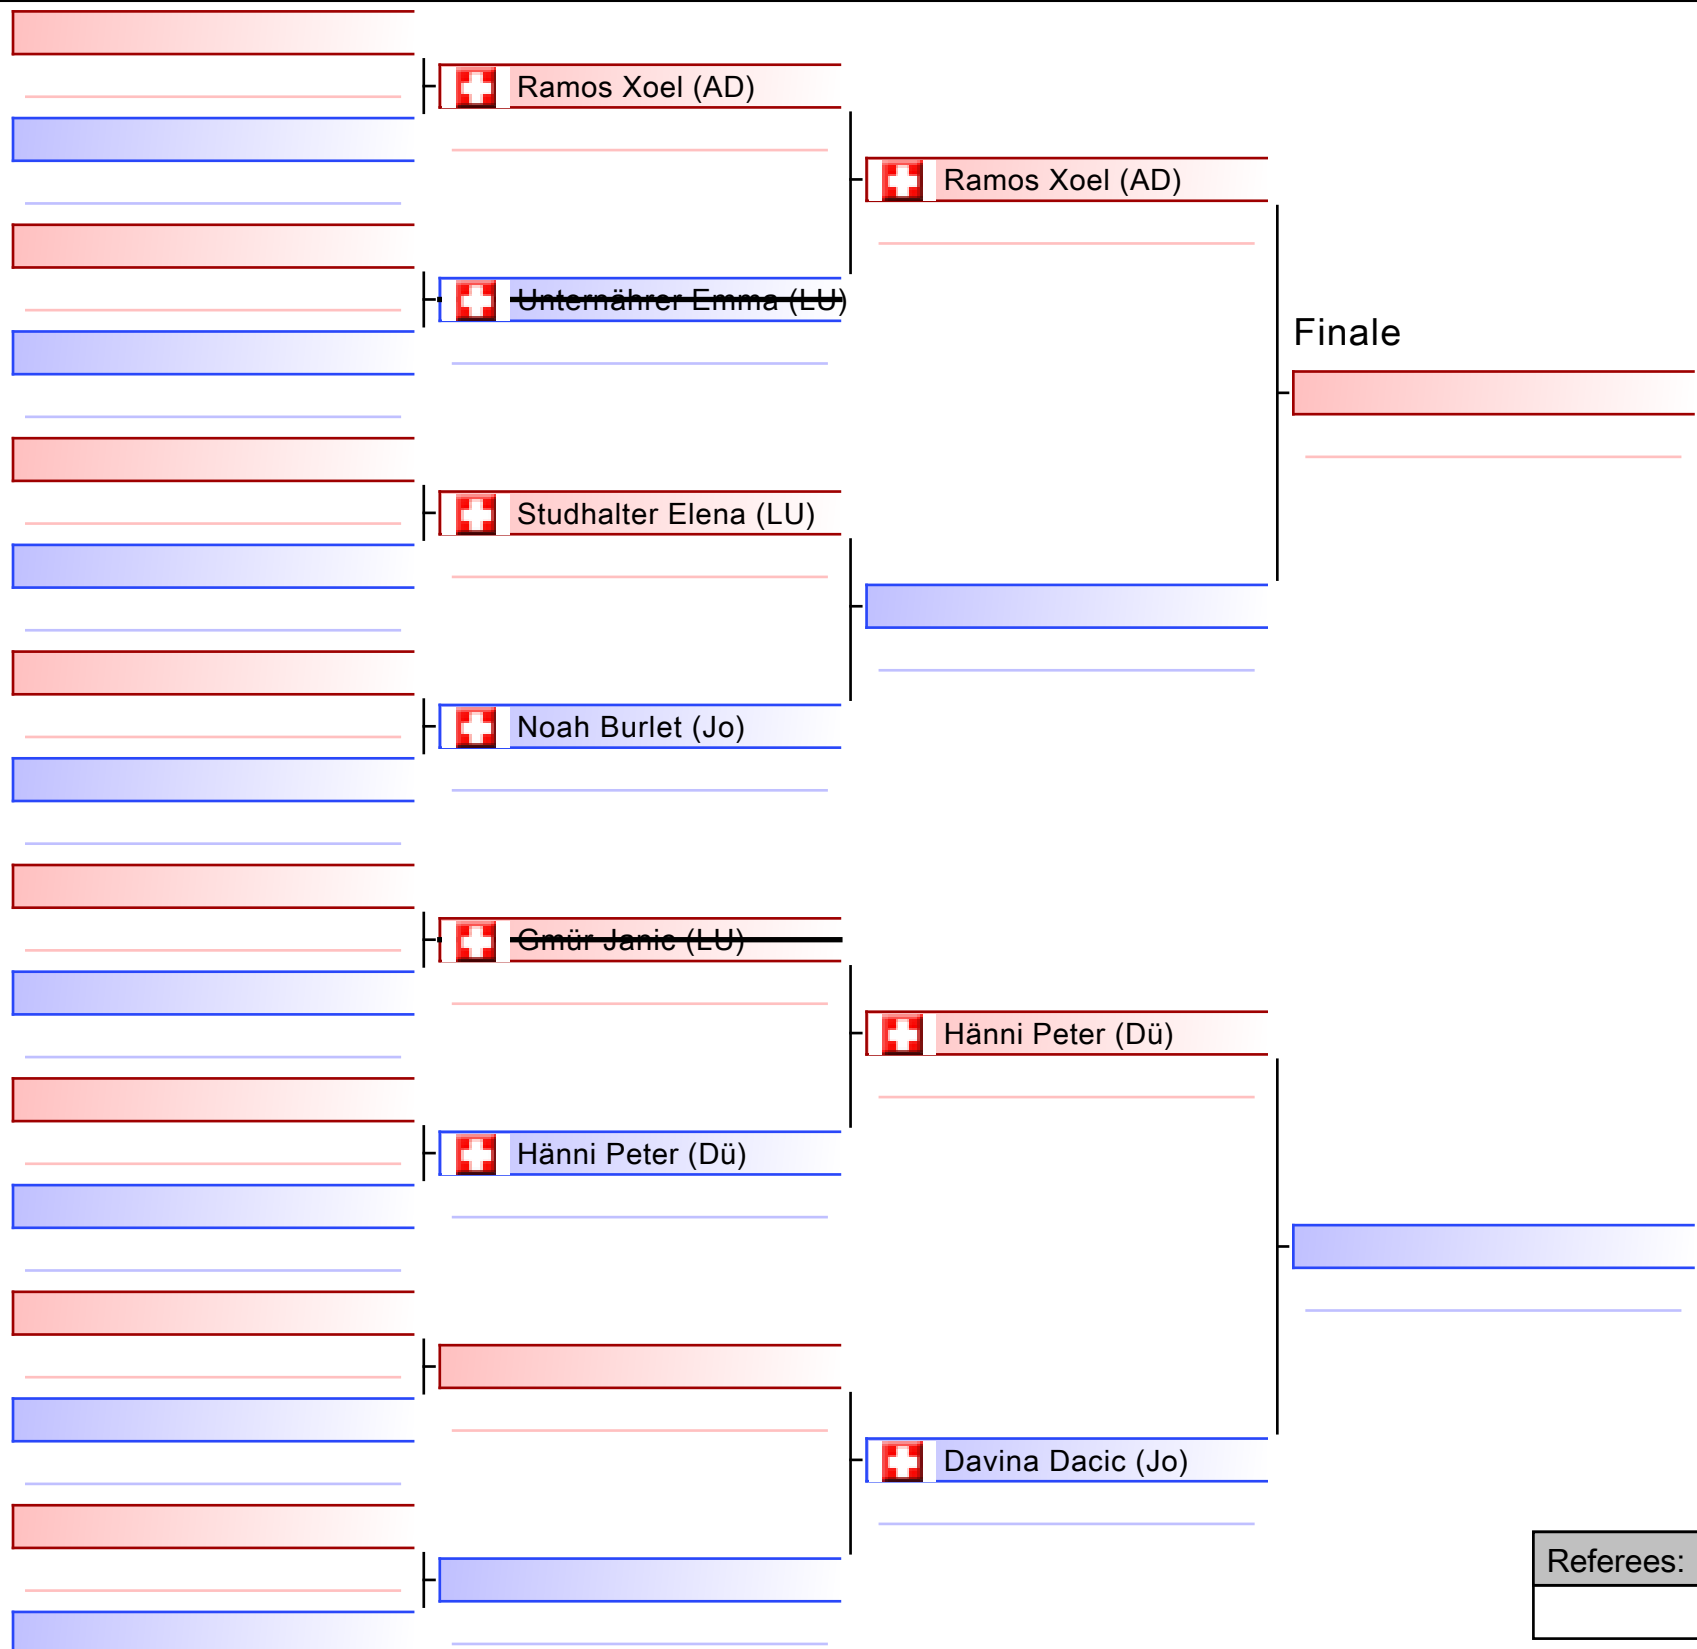 Ramos Xoel (AD)
Unternährer Emma (LU)
Studhalter Elena (LU)
Noah Burlet (Jo)
Gmür Janic (LU)
Hänni Peter (Dü)
Ramos Xoel (AD)
Hänni Peter (Dü)
Davina Dacic (Jo)
Finale
Referees: